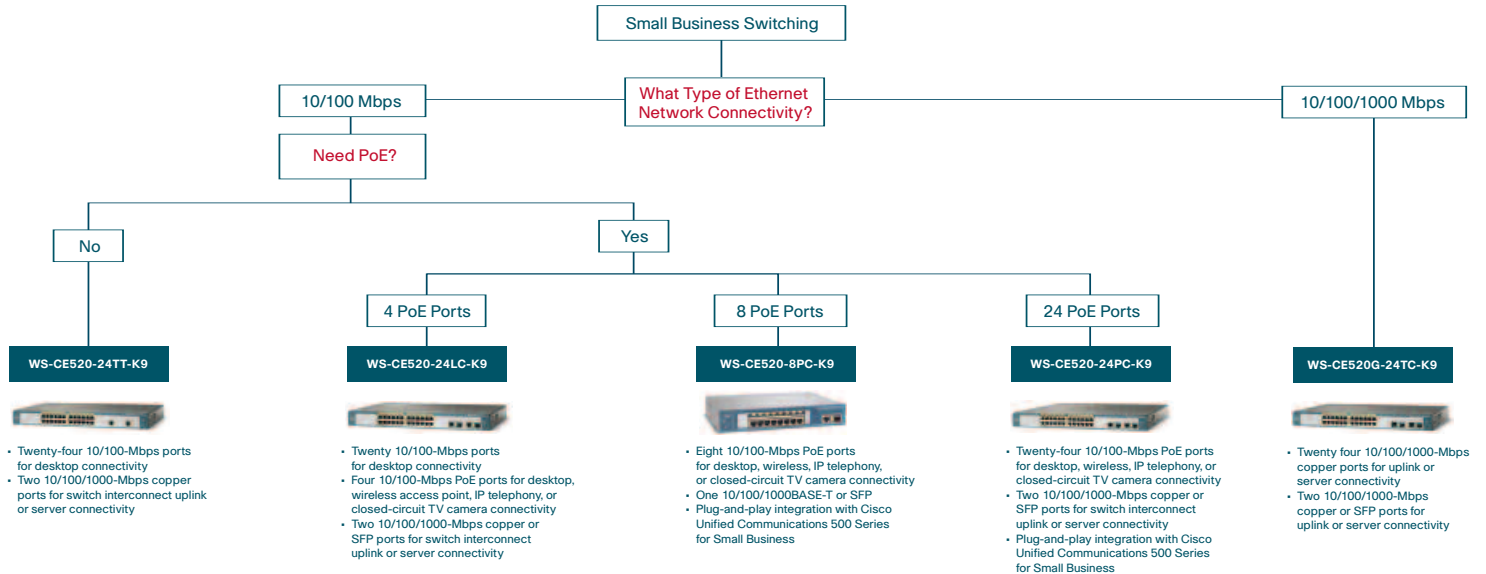 Small Business Switching
What Type of Ethernet
Network Connectivity?
10/100 Mbps
10/100/1000 Mbps
Need PoE?
No
Yes
4 PoE Ports
8 PoE Ports
24 PoE Ports
WS-CE520-24TT-K9
▪ Twenty-four 10/100-Mbps ports
for desktop connectivity
▪ Two 10/100/1000-Mbps copper
ports for switch interconnect uplink
or server connectivity
WS-CE520-24LC-K9
▪ Twenty 10/100-Mbps ports
for desktop connectivity
▪ Four 10/100-Mbps PoE ports for desktop,
wireless access point, IP telephony, or
closed-circuit TV camera connectivity
▪ Two 10/100/1000-Mbps copper or
SFP ports for switch interconnect
uplink or server connectivity
WS-CE520-8PC-K9
▪ Eight 10/100-Mbps PoE ports
for desktop, wireless, IP telephony,
or closed-circuit TV camera connectivity
▪ One 10/100/1000BASE-T or SFP
▪ Plug-and-play integration with Cisco
Unified Communications 500 Series
for Small Business
WS-CE520-24PC-K9
▪ Twenty-four 10/100-Mbps PoE ports
for desktop, wireless, IP telephony, or
closed-circuit TV camera connectivity
▪ Two 10/100/1000-Mbps copper or
SFP ports for switch interconnect
uplink or server connectivity
▪ Plug-and-play integration with Cisco
Unified Communications 500 Series
for Small Business
WS-CE520G-24TC-K9
▪ Twenty four 10/100/1000-Mbps
copper ports for uplink or
server connectivity
▪ Two 10/100/1000-Mbps
copper or SFP ports for
uplink or server connectivity